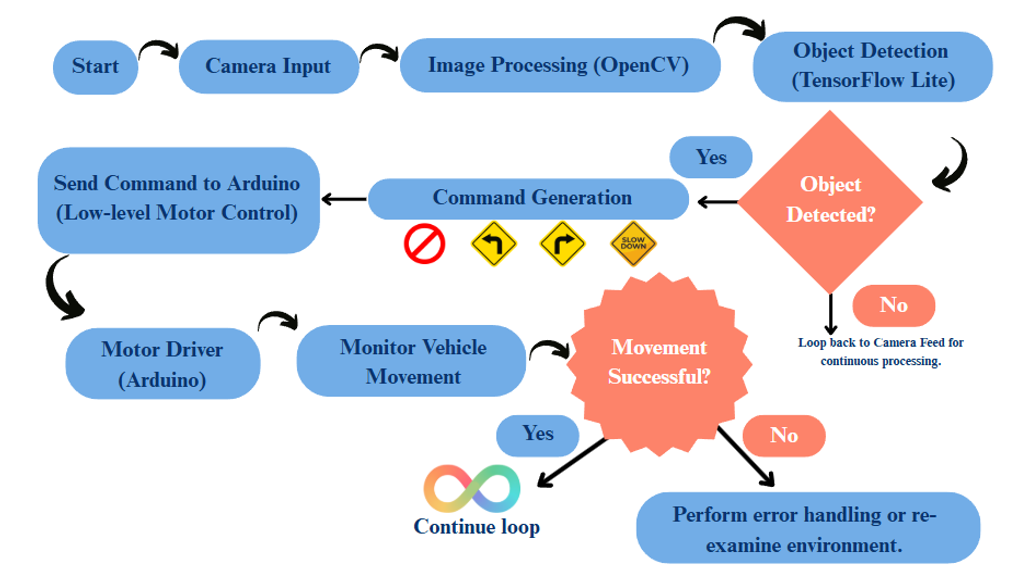 Start
Camera Input
Image Processing (OpenCV)
Object Detection
(TensorFlow Lite)
Object
Detected?
Yes
Command Generation
SLOW
DOWN
Send Command to Arduino
(Low-level Motor Control)
No
Loop back to Camera Feed for
continuous processing.
Motor Driver
(Arduino)
Monitor Vehicle
Movement
Movement
Successful?
Yes
Continue loop
No
Perform error handling or re-
examine environment.